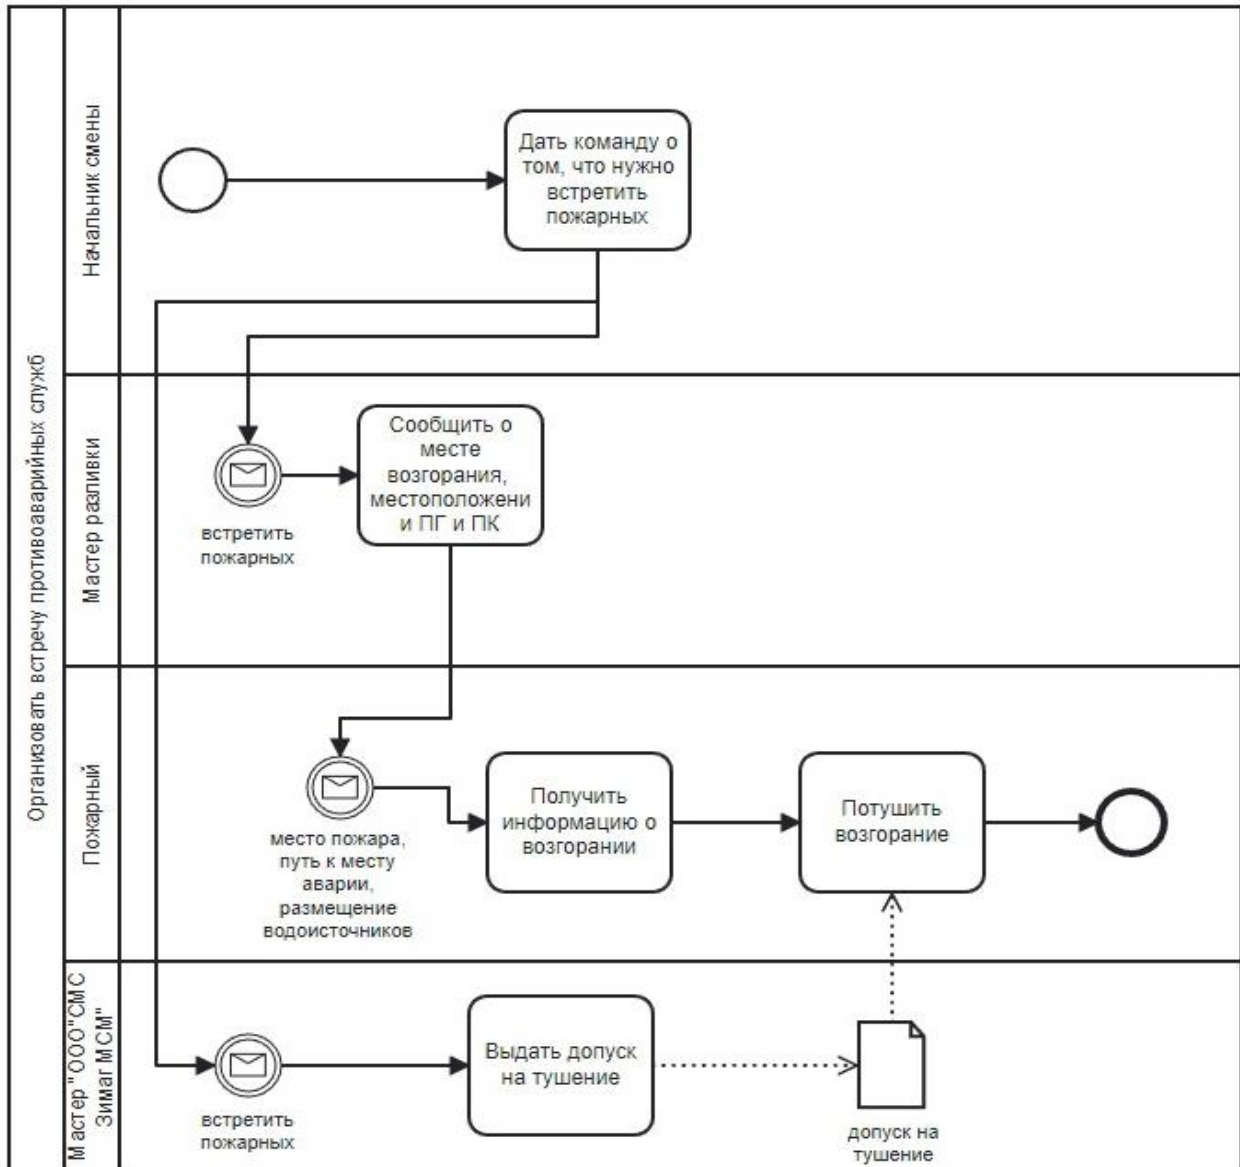 Организовать встречу противоаварийных служб
Начальник смены
Дать команду о
том, что нужно
встретить
пожарных
Мастер разливки
встретить
пожарных
Сообщить о
месте
возгорания,
местоположени
и ПГ и ПК
Пожарный
место пожара,
путь к месту
аварии,
размещение
водоисточников
Получить
информацию о
возгорании
Потушить
возгорание
Мастер "ООО"СМС
Зимаг МСМ"
встретить
пожарных
Выдать допуск
на тушение
допуск на
тушение